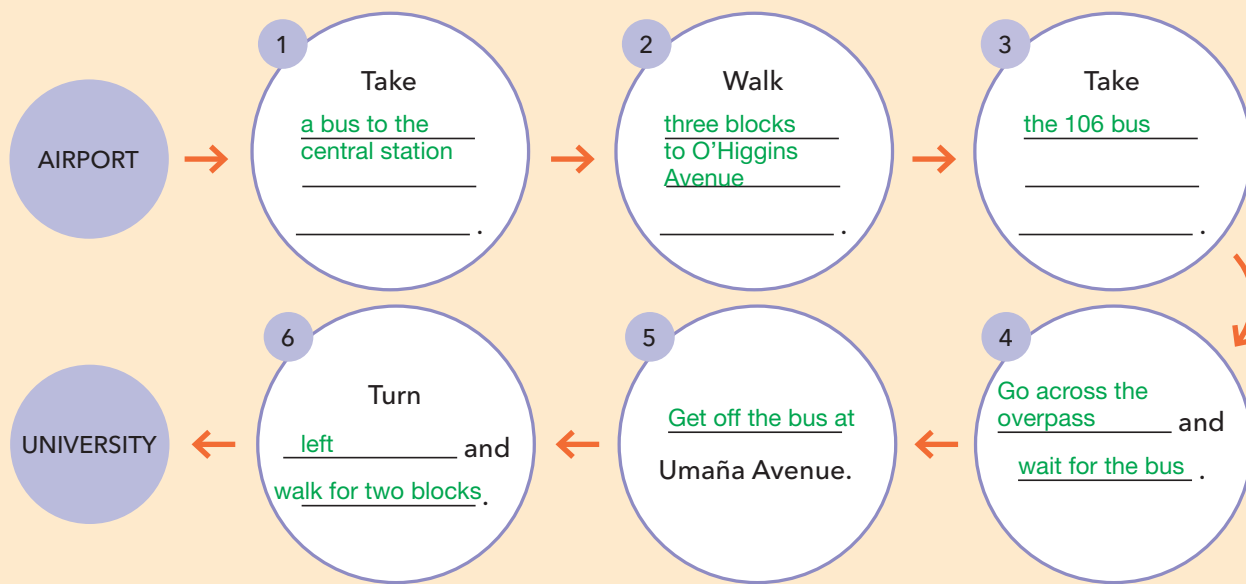 AIRPORT
1
Take
a bus to the
central station
.
2
Walk
three blocks
to O’Higgins
Avenue
.
3
Take
the 106 bus
.
4
Go across the
overpass and
wait for the bus .
5
Get off the bus at
Umaña Avenue.
6
Turn
left and
walk for two blocks.
UNIVERSITY